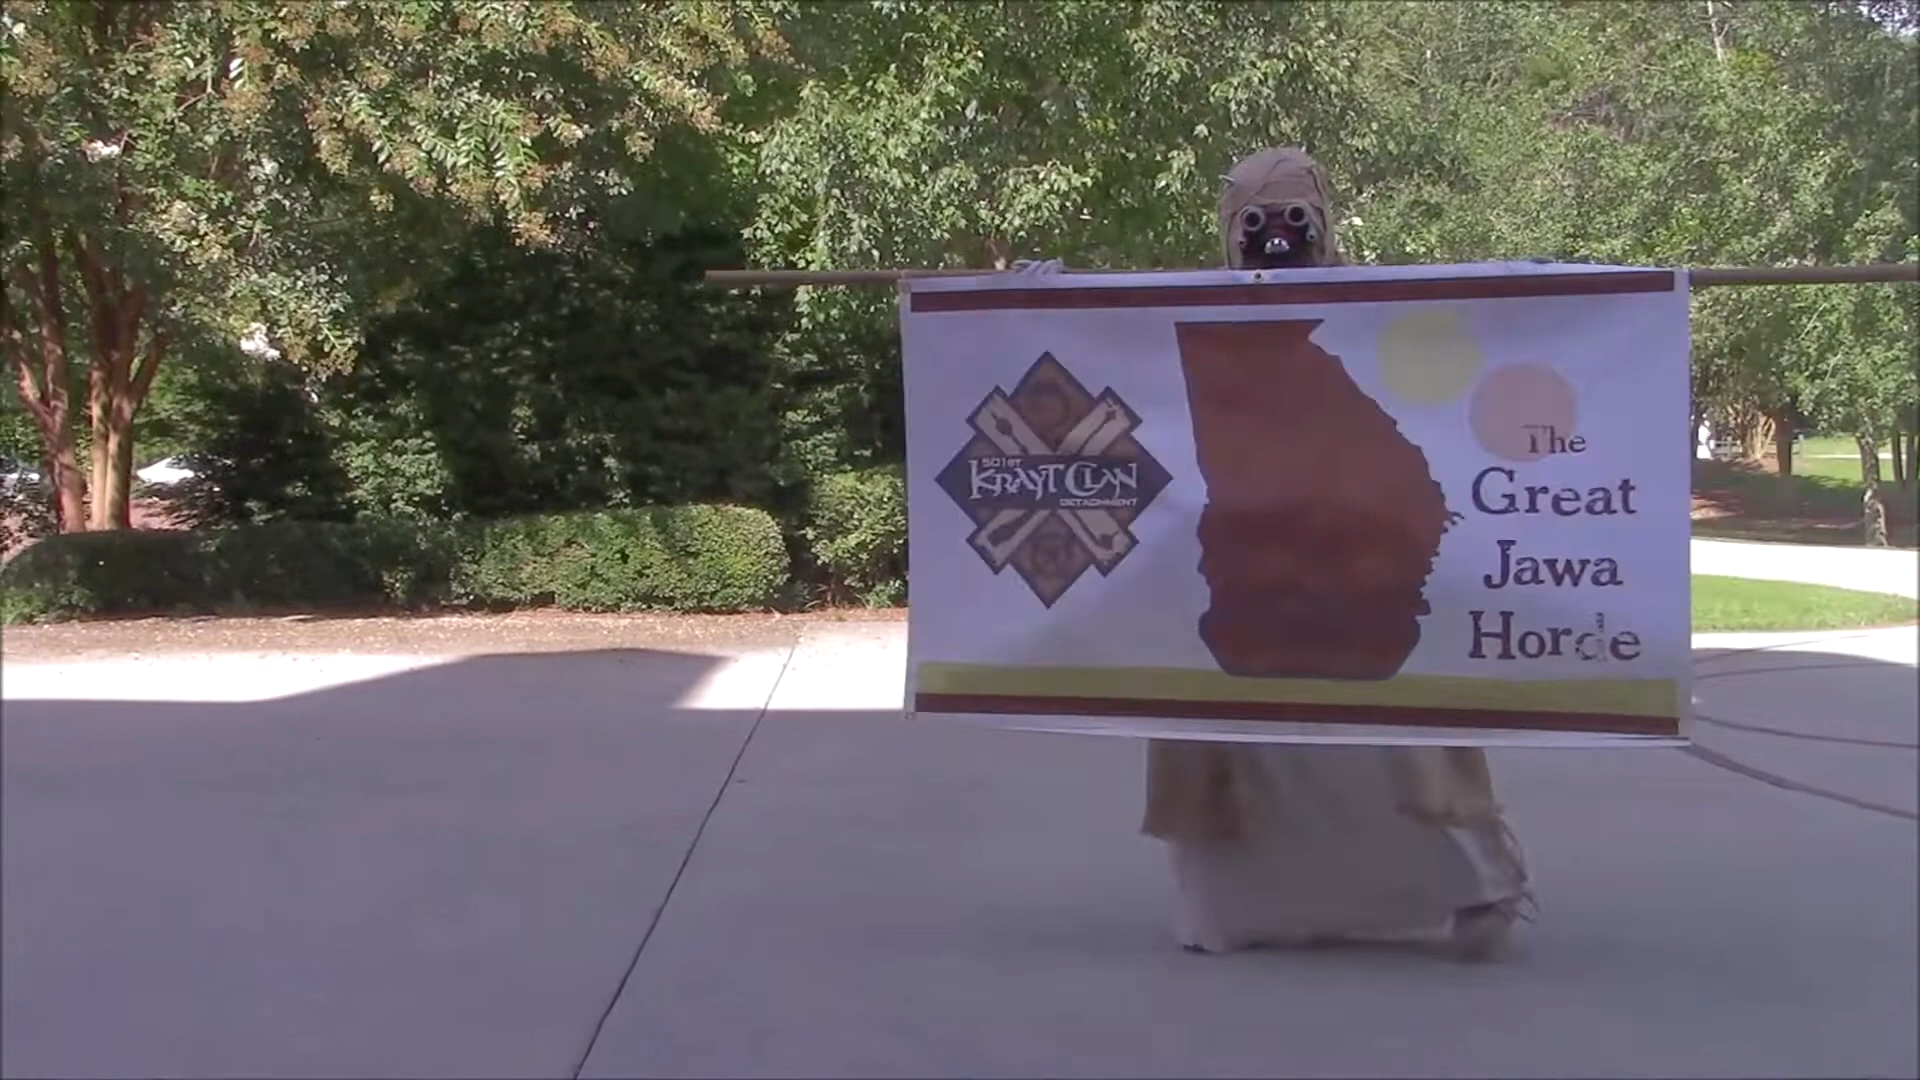 501ST
KRAYT CLAN
DETACHMENT
The
Great
Jawa
Horde